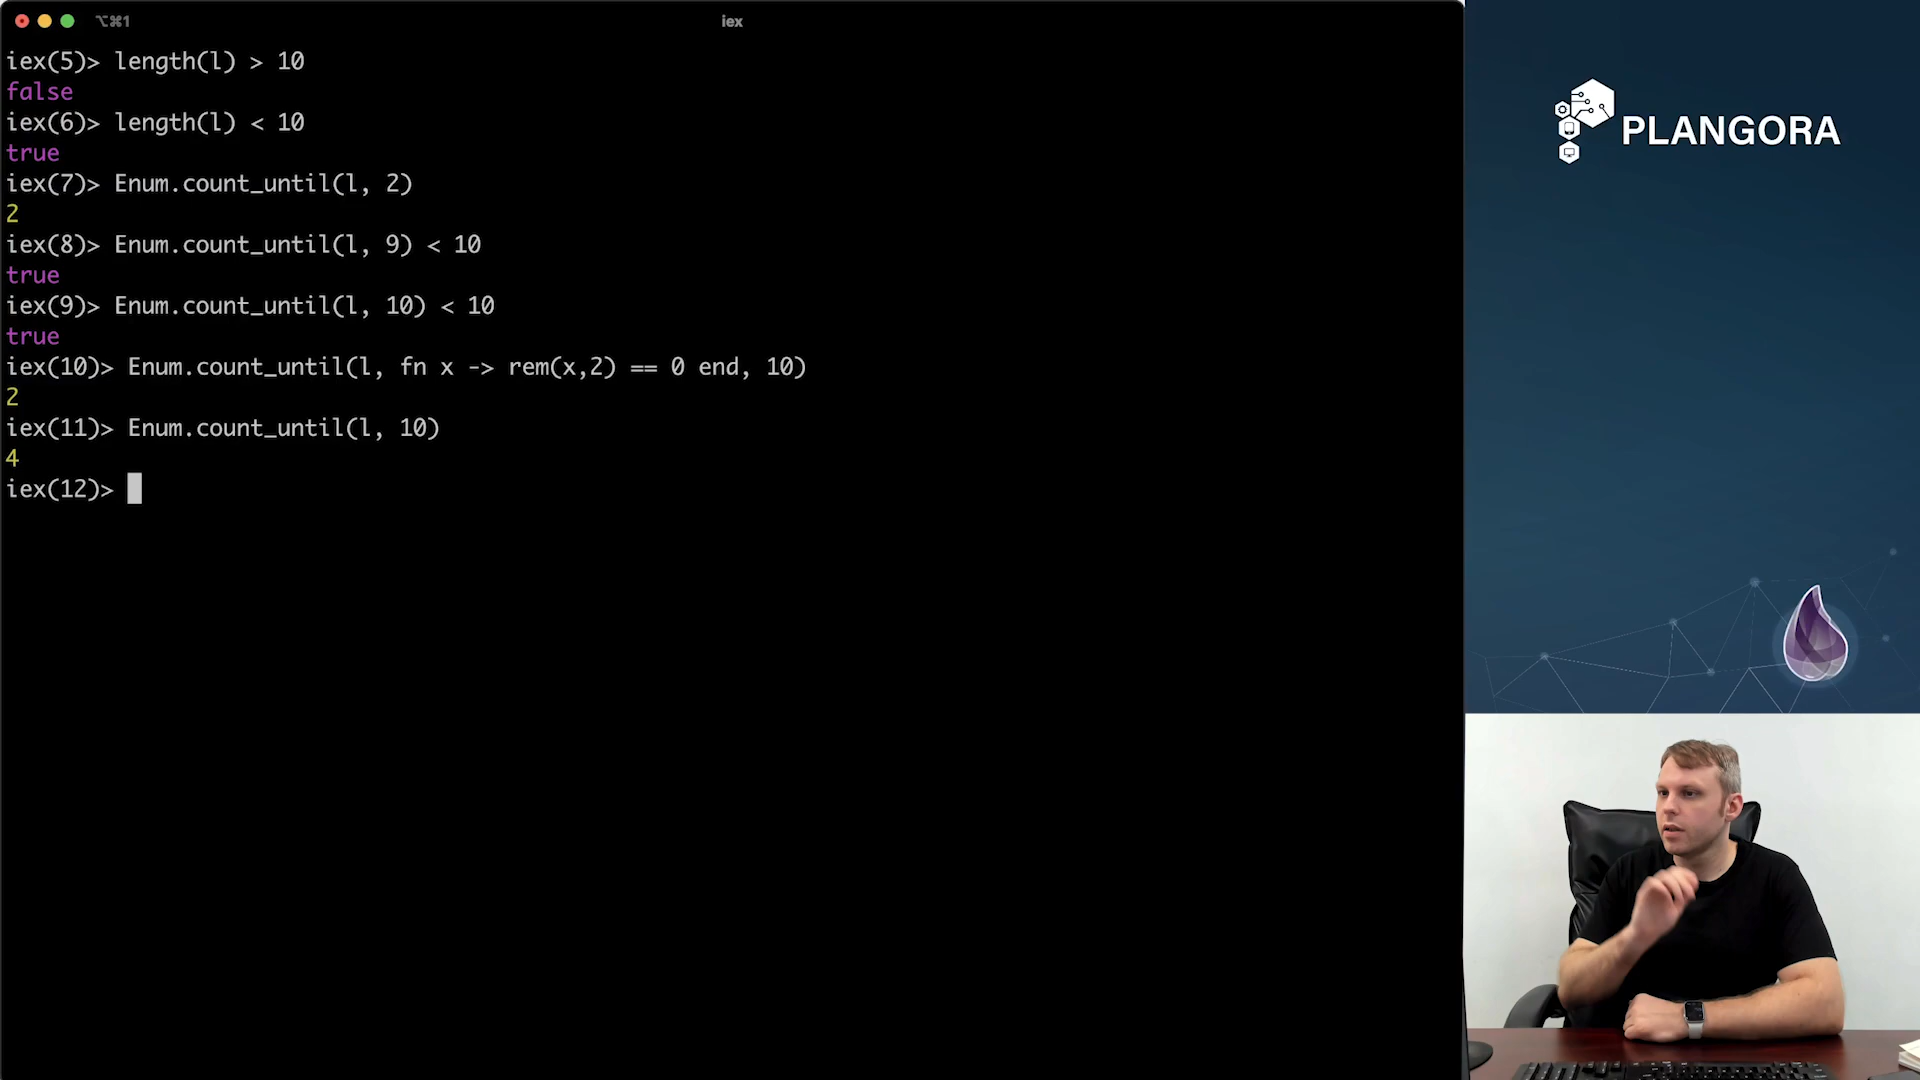 ⌥⌘1
iex
iex(5)> length(l) > 10
false
iex(6)> length(l) < 10
true
iex(7)> Enum.count_until(l, 2)
2
iex(8)> Enum.count_until(l, 9) < 10
true
iex(9)> Enum.count_until(l, 10) < 10
true
iex(10)> Enum.count_until(l, fn x -> rem(x,2) == 0 end, 10)
2
iex(11)> Enum.count_until(l, 10)
4
iex(12)>
PLANGORA